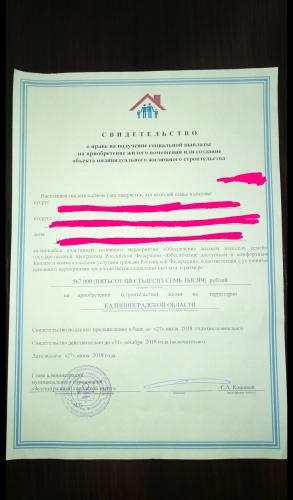 СВИДЕТЕЛЬСТВО
о праве на получение социальной выплаты
на приобретение жилого помещения или создание
объекта индивидуального жилищного строительства
Настоящим свидетельством удостоверяется, что молодой семье в составе:
супруг
супруга
дети
являющейся участницей основного мероприятия «Обеспечение жильем молодых семей»
государственной программы Российской Федерации «Обеспечение доступным и комфортным
жильем и коммунальными услугами граждан Российской Федерации», в соответствии с условиями
основного мероприятия предоставляется социальная выплата в размере:
567 000 (ПЯТЬСОТ ШЕСТЬДЕСЯТ СЕМЬ ТЫСЯЧ) рублей
на приобретение (строительство) жилья на территории
КАЛИНИНГРАДСКОЙ ОБЛАСТИ
Свидетельство подлежит предъявлению в банк до «27» июля 2018 года (включительно)
Свидетельство действительно до «31» декабря 2018 года (включительно)
Дата выдачи «27» июня 2018 года
Глава администрации
муниципального образования
«Зеленоградский городской округ»
С.А. Кошевой